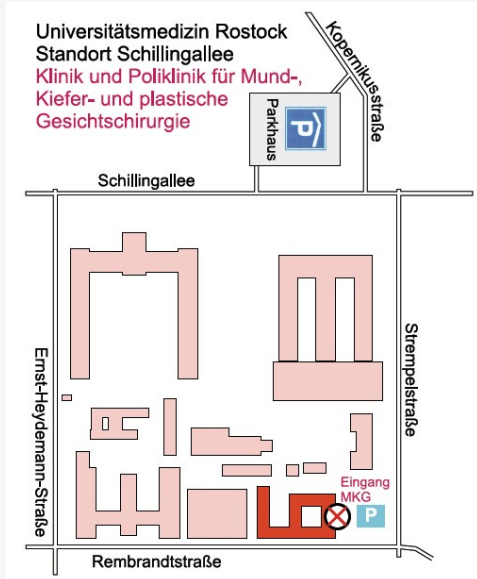 Universitätsmedizin Rostock
Standort Schillingallee
Klinik und Poliklinik für Mund-,
Kiefer- und plastische
Gesichtschirurgie
Kopernikusstraße
P
Parkhaus
Schillingallee
Ernst-Heydemann-Straße
Strempelstraße
Eingang
MKG
P
Rembrandtstraße